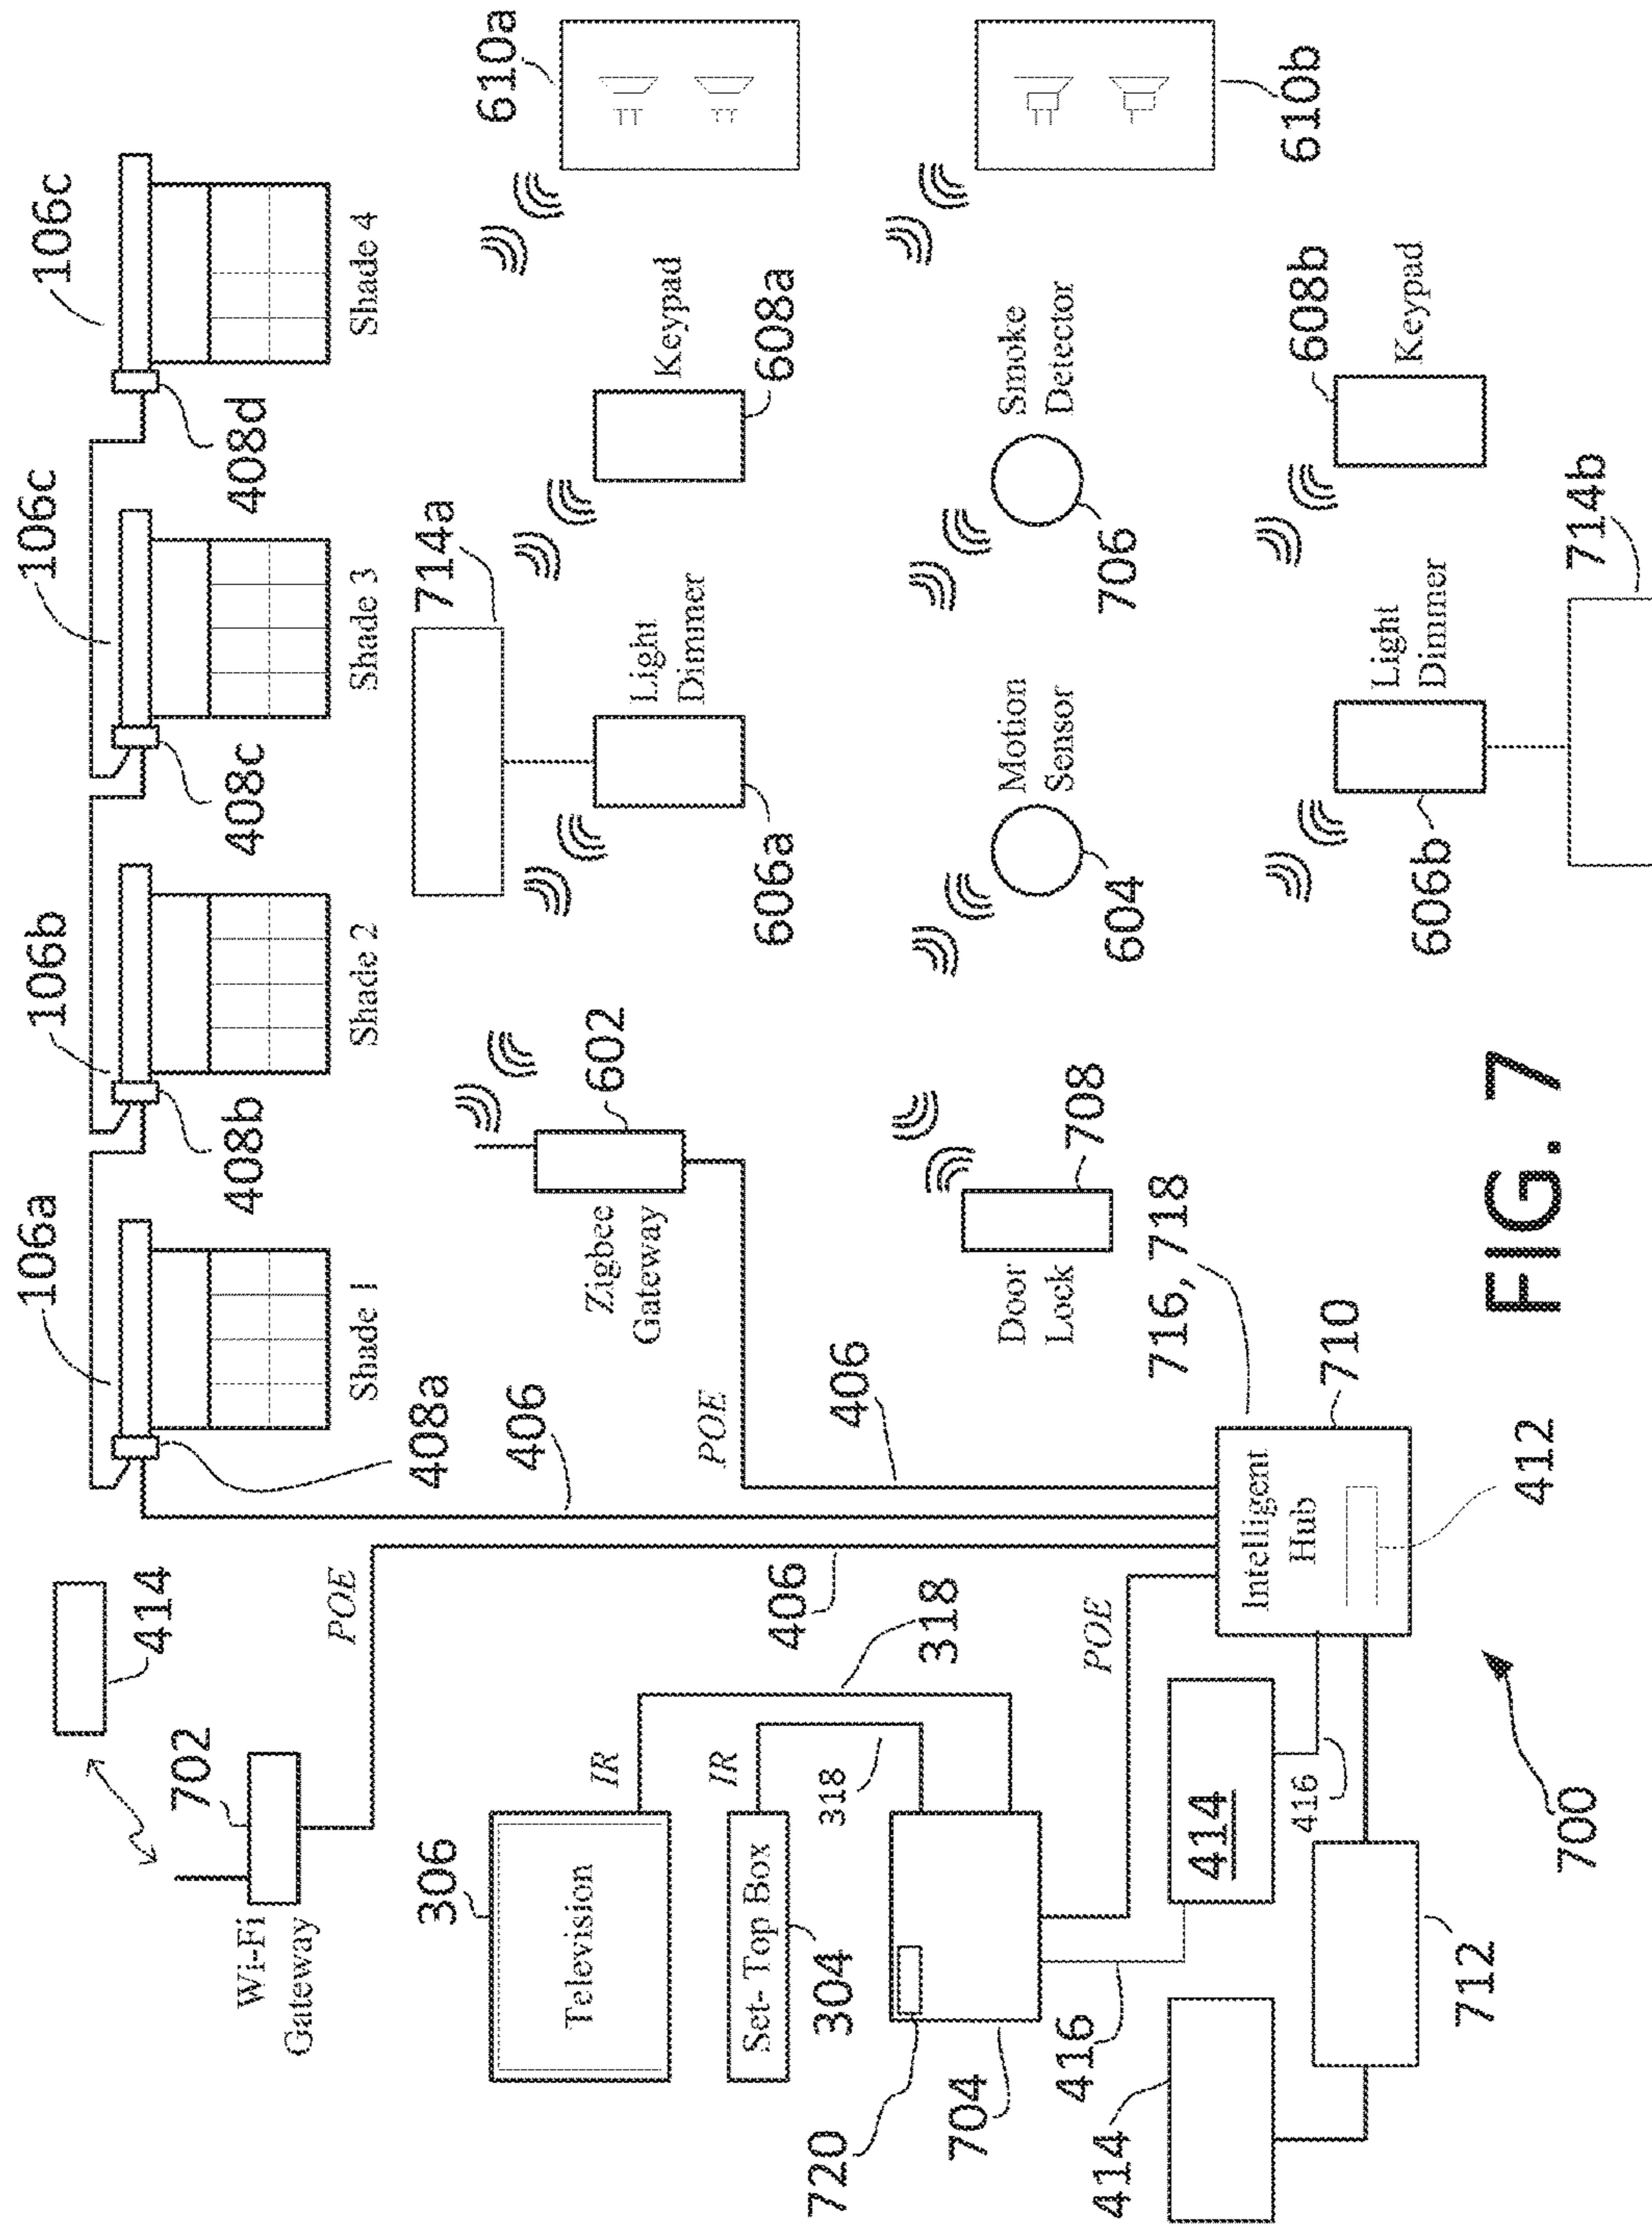 106a
106b
106c
106c
408a
408b
408c
408d
Shade 1
Shade 2
Shade 3
Shade 4
414
702
Wi-Fi
Gateway
POE
406
306
Television
IR
318
Set- Top Box
304
IR
318
720
704
406
POE
Zigbee
Gateway
602
714a
Light
Dimmer
606a
Keypad
608a
610a
406
Door
Lock
708
Motion
Sensor
604
Smoke
Detector
706
610b
POE
416
414
414
416
712
Intelligent
Hub
716, 718
710
412
Light
Dimmer
606b
714b
Keypad
608b
700
FIG. 7